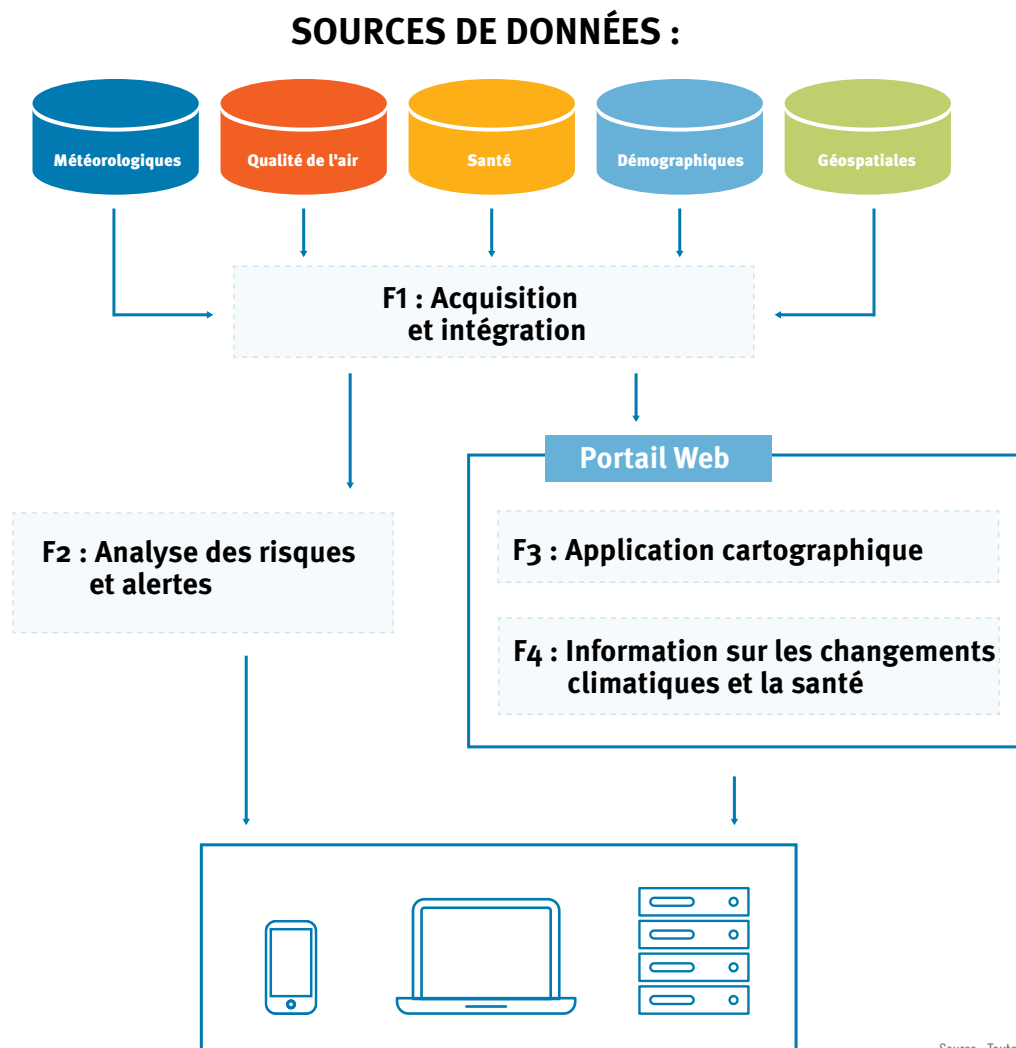 SOURCES DE DONNÉES :
Météorologiques
Qualité de l'air
Santé
Démographiques
Géospatiales
F1 : Acquisition
et intégration
Portail Web
F2 : Analyse des risques
et alertes
F3 : Application cartographique
F4 : Information sur les changements
climatiques et la santé